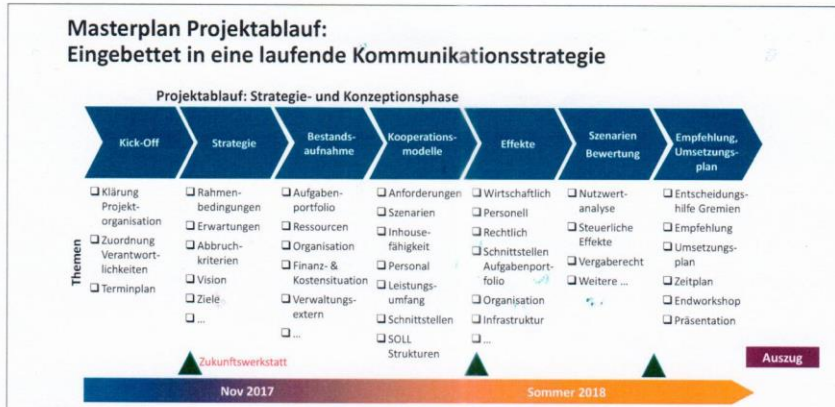 Masterplan Projektablauf:
Eingebettet in eine laufende Kommunikationsstrategie
Projektablauf: Strategie- und Konzeptionsphase
Kick-Off
Strategie
Bestands-
aufnahme
Kooperations-
modelle
Effekte
Szenarien
Bewertung
Empfehlung,
Umsetzungs-
plan
Themen
❑ Klärung
Projekt-
organisation
❑ Zuordnung
Verantwort-
lichkeiten
❑ Terminplan
❑ Rahmen-
bedingungen
❑ Erwartungen
❑ Abbruch-
kriterien
❑ Vision
❑ Ziele
❑ ...
❑ Aufgaben-
portfolio
❑ Ressourcen
❑ Organisation
❑ Finanz- &
Kostensituation
❑ Verwaltungs-
extern
❑ ...
❑ Anforderungen
❑ Szenarien
❑ Inhouse-
fähigkeit
❑ Personal
❑ Leistungs-
umfang
❑ Schnittstellen
❑ SOLL
Strukturen
❑ Wirtschaftlich
❑ Personell
❑ Rechtlich
❑ Schnittstellen
Aufgabenport-
folio
❑ Organisation
❑ Infrastruktur
❑ ...
❑ Nutzwert-
analyse
❑ Steuerliche
Effekte
❑ Vergaberecht
❑ Weitere ...
❑ Entscheidungs-
hilfe Gremien
❑ Empfehlung
❑ Umsetzungs-
plan
❑ Zeitplan
❑ Endworkshop
❑ Präsentation
Zukunftswerkstatt
Auszug
Nov 2017
Sommer 2018